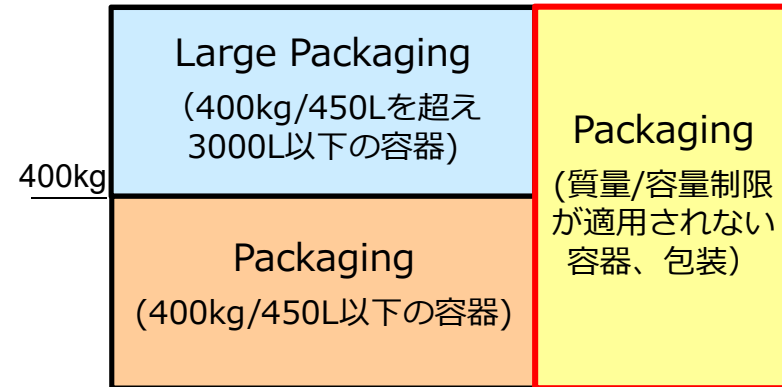 Large Packaging
（400kg/450Lを超え
3000L以下の容器)
400kg
Packaging
(400kg/450L以下の容器)
Packaging
(質量/容量制限
が適用されない
容器、包装）